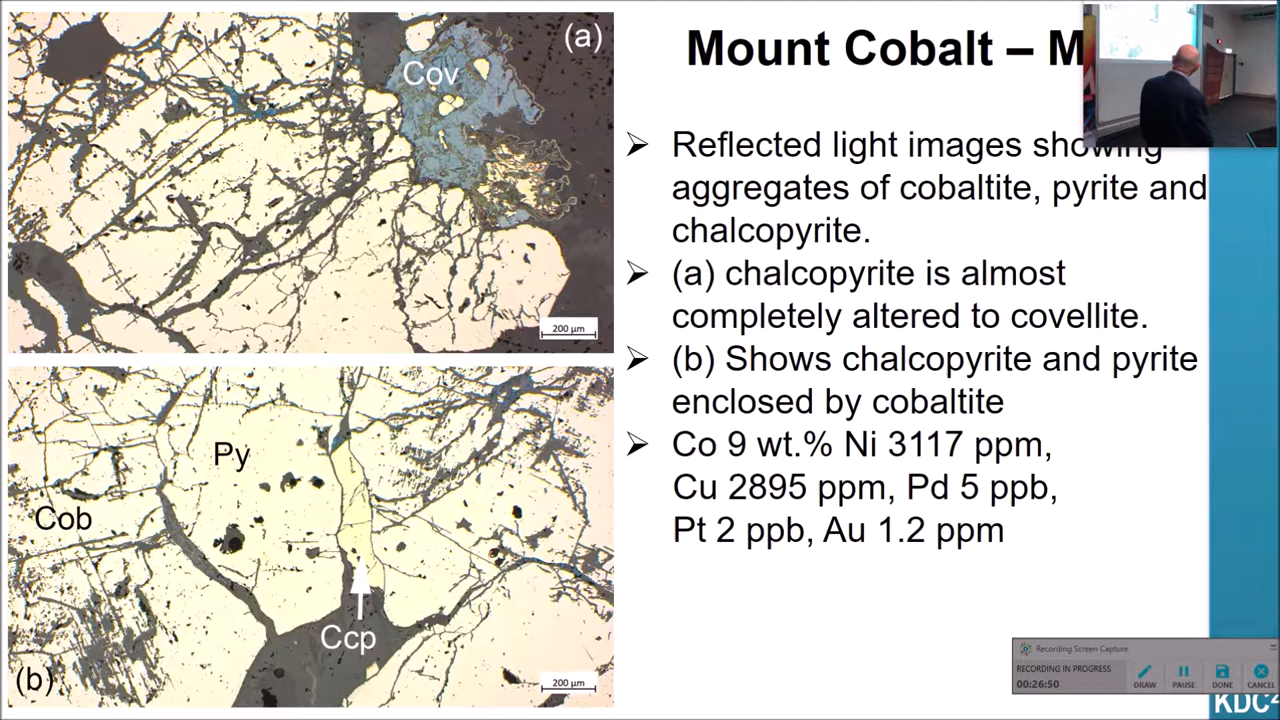 (a)
Cov
200 µm
Py
Cob
Ccp
(b)
200 µm
Mount Cobalt – M
➢ Reflected light images showing
aggregates of cobaltite, pyrite and
chalcopyrite.
➢ (a) chalcopyrite is almost
completely altered to covellite.
➢ (b) Shows chalcopyrite and pyrite
enclosed by cobaltite
➢ Co 9 wt.% Ni 3117 ppm,
Cu 2895 ppm, Pd 5 ppb,
Pt 2 ppb, Au 1.2 ppm
Recording Screen Capture
RECORDING IN PROGRESS
00:26:50
DRAW PAUSE DONE CANCEL
KDC²